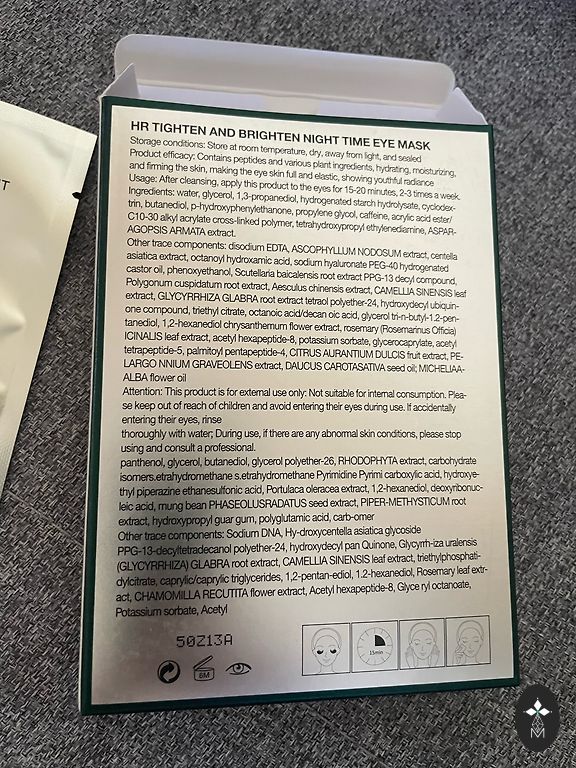 HR TIGHTEN AND BRIGHTEN NIGHT TIME EYE MASK
Storage conditions: Store at room temperature, dry, away from light, and sealed
Product efficacy: Contains peptides and various plant ingredients, hydrating, moisturizing,
and firming the skin, making the eye skin full and elastic, showing youthful radiance
Usage: After cleansing, apply this product to the eyes for 15-20 minutes, 2-3 times a week.
Ingredients: water, glycerol, 1,3-propanediol, hydrogenated starch hydrolysate, cyclodex-
trin, butanediol, p-hydroxyphenylethanone, propylene glycol, caffeine, acrylic acid ester/
C10-30 alkyl acrylate cross-linked polymer, tetrahydroxypropyl ethylenediamine, ASPAR-
AGOPSIS ARMATA extract.
Other trace components: disodium EDTA, ASCOPHYLLUM NODOSUM extract, centella
asiatica extract, octanoyl hydroxamic acid, sodium hyaluronate PEG-40 hydrogenated
castor oil, phenoxyethanol, Scutellaria baicalensis root extract PPG-13 decyl compound,
Polygonum cuspidatum root extract, Aesculus chinensis extract, CAMELLIA SINENSIS leaf
extract, GLYCYRRHIZA GLABRA root extract tetraol polyether-24, hydroxydecyl ubiquin-
one compound, triethyl citrate, octanoic acid/decan oic acid, glycerol tri-n-butyl-1.2-pen-
tanediol, 1,2-hexanediol chrysanthemum flower extract, rosemary (Rosemarinus Officia)
ICINALIS leaf extract, acetyl hexapeptide-8, potassium sorbate, glycerocaprylate, acetyl
tetrapeptide-5, palmitoyl pentapeptide-4, CITRUS AURANTIUM DULCIS fruit extract, PE-
LARGO NNIUM GRAVEOLENS extract, DAUCUS CAROTASATIVA seed oil; MICHELIAA-
ALBA flower oil
Attention: This product is for external use only: Not suitable for internal consumption. Plea-
se keep out of reach of children and avoid entering their eyes during use. If accidentally
entering their eyes, rinse
thoroughly with water; During use, if there are any abnormal skin conditions, please stop
using and consult a professional.
panthenol, glycerol, butanediol, glycerol polyether-26, RHODOPHYTA extract, carbohydrate
isomers.etrahydromethane s.etrahydromethane Pyrimidine Pyrimi carboxylic acid, hydroxye-
thyl piperazine ethanesulfonic acid, Portulaca oleracea extract, 1,2-hexanediol, deoxyribonuc-
leic acid, mung bean PHASEOLUSRADATUS seed extract, PIPER-METHYSTICUM root
extract, hydroxypropyl guar gum, polyglutamic acid, carb-omer
Other trace components: Sodium DNA, Hy-droxycentella asiatica glycoside
PPG-13-decyltetradecanol polyether-24, hydroxydecyl pan Quinone, Glycyrrh-iza uralensis
(GLYCYRRHIZA) GLABRA root extract, CAMELLIA SINENSIS leaf extract, triethylphosphati-
dylcitrate, caprylic/caprylic triglycerides, 1,2-pentan-ediol, 1.2-hexanediol, Rosemary leaf extr-
act, CHAMOMILLA RECUTITA flower extract, Acetyl hexapeptide-8, Glyce ryl octanoate,
Potassium sorbate, Acetyl
50Z13A
6M
15min
T
M